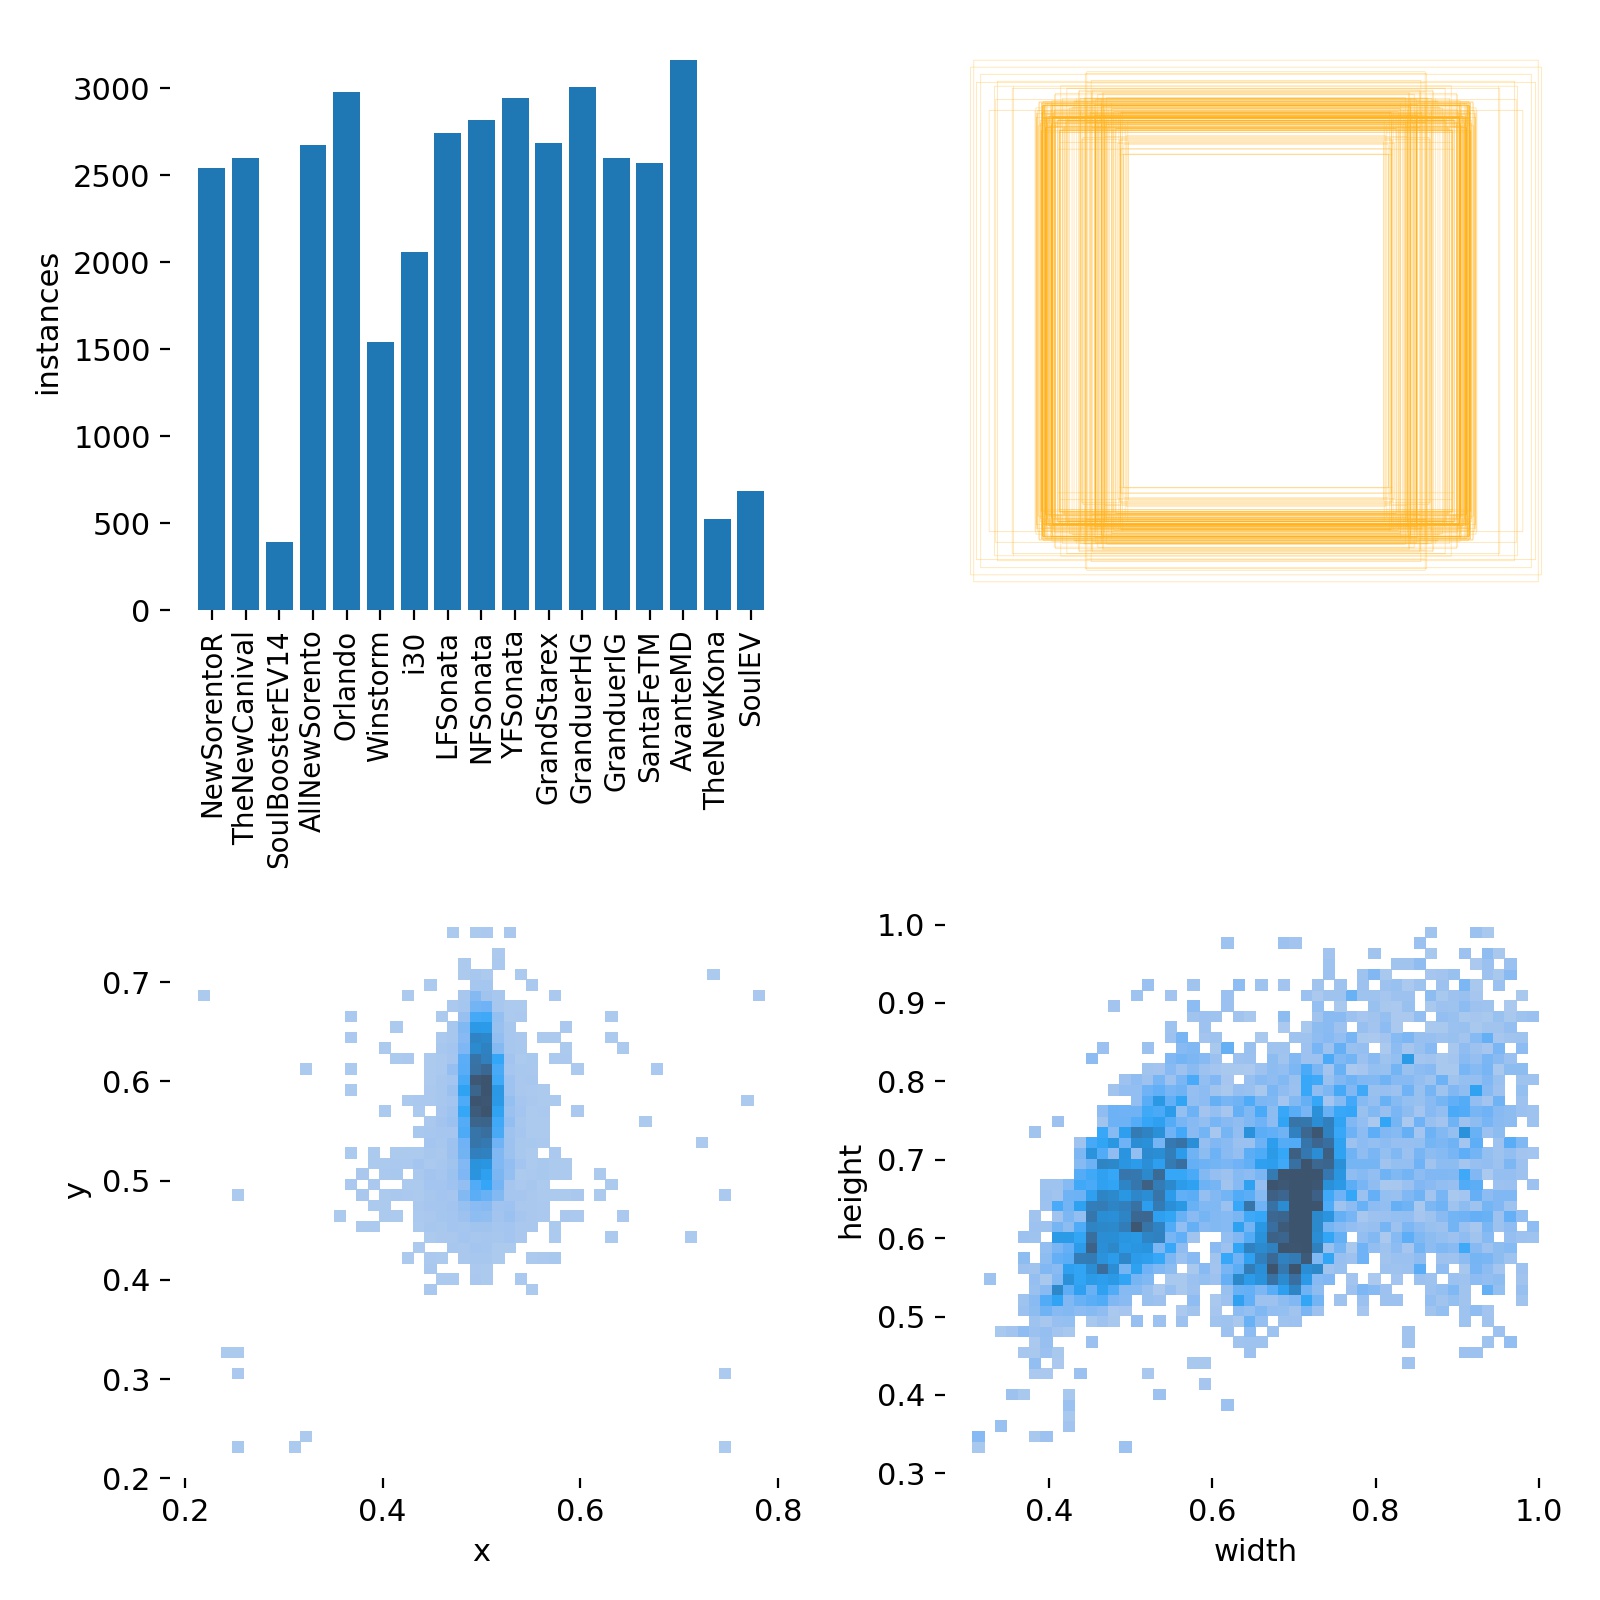 3000
2500
2000
1500
1000
500
0
instances
NewSorentoR
TheNewCanival
SoulBoosterEV14
AllNewSorento
Orlando
Winstorm
i30
LFSonata
NFSonata
YFSonata
GrandStarex
GranduerHG
GranduerIG
SantaFeTM
AvanteMD
TheNewKona
SoulEV
0.7
0.6
0.5
0.4
0.3
0.2
y
0.2 0.4 0.6 0.8
x
1.0
0.9
0.8
0.7
0.6
0.5
0.4
0.3
height
0.4 0.6 0.8 1.0
width